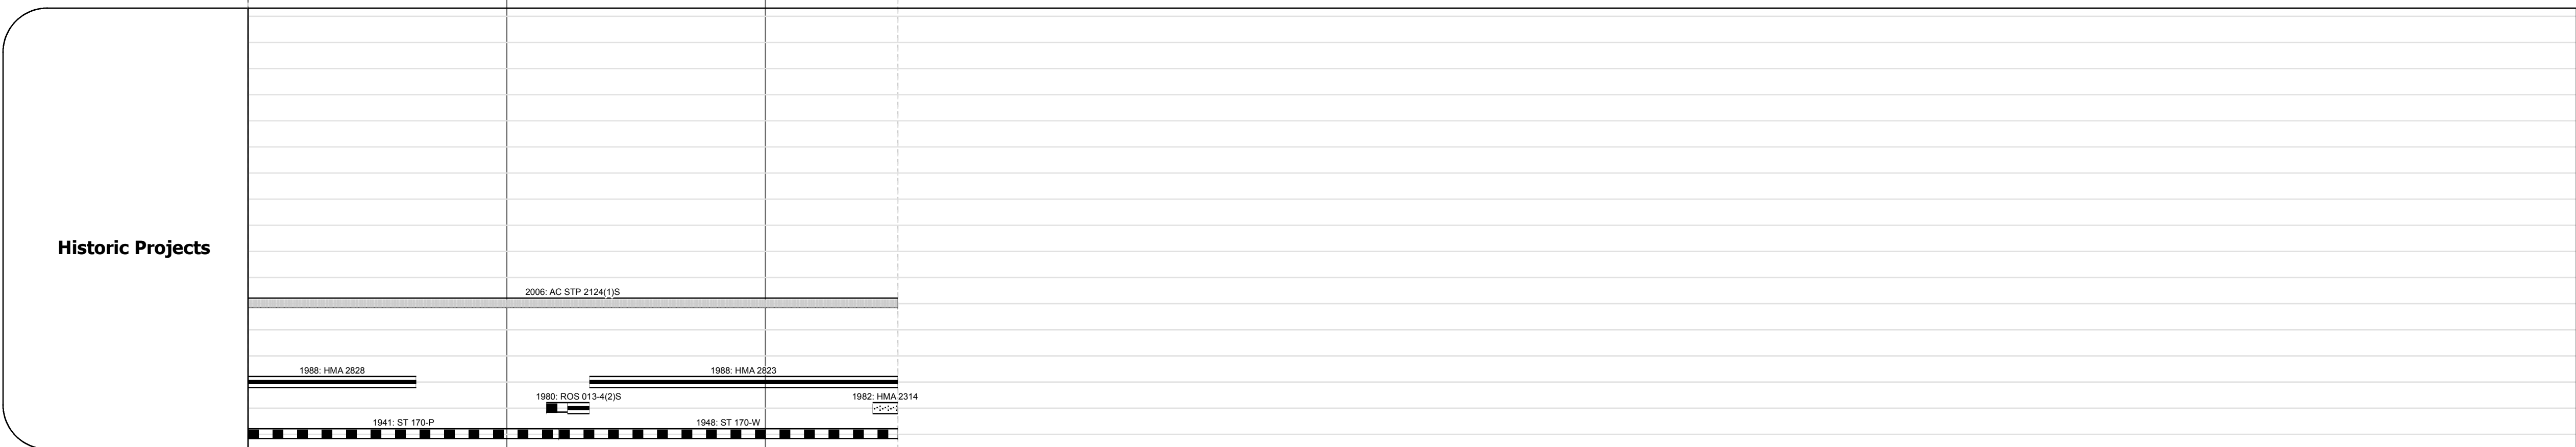 Historic Projects
2006: AC STP 2124(1)S
1988: HMA 2828
1988: HMA 2823
1980: ROS 013-4(2)S
1982: HMA 2314
1941: ST 170-P
1948: ST 170-W